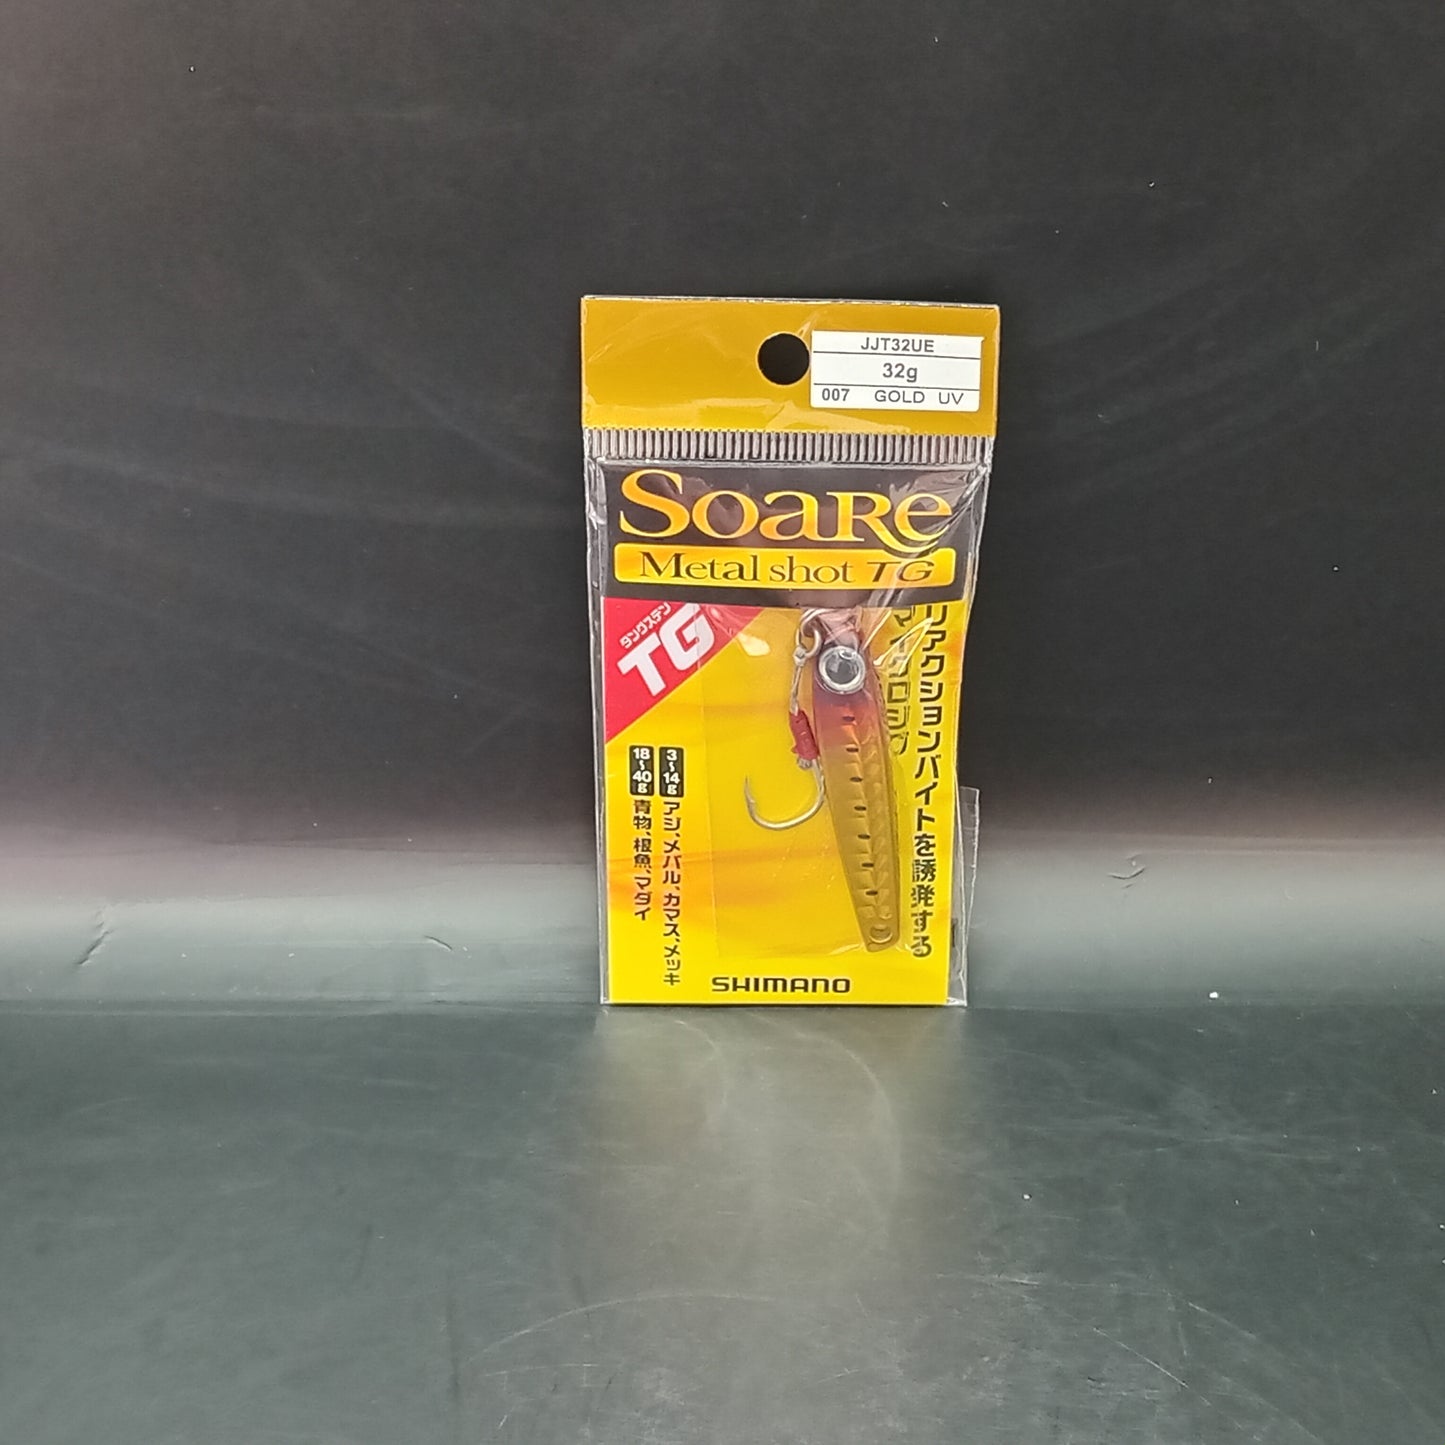 JJT32UE
32g
007 GOLD UV
SOARE
Metal shot TG
タングステン
TG
リアクションバイトを誘発する
マイクロジグ
3〜14g アジ、メバル、カマス、メッキ
18〜40g 青物、根魚、マダイ
SHIMANO